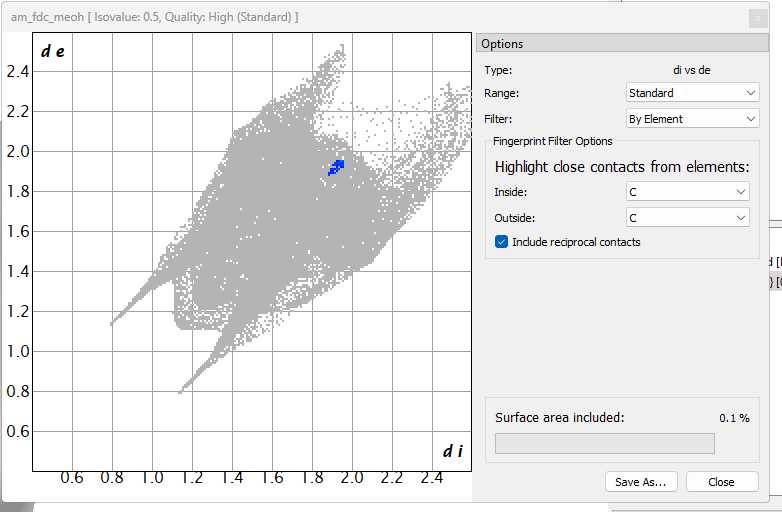 am_fdc_meoh [ Isovalue: 0.5, Quality: High (Standard) ]
x
d e
2.4
2.2
2.0
1.8
1.6
1.4
1.2
1.0
0.8
0.6
d i
0.6 0.8 1.0 1.2 1.4 1.6 1.8 2.0 2.2 2.4
Options
Type: di vs de
Range: Standard
Filter: By Element
Fingerprint Filter Options
Highlight close contacts from elements:
Inside: C
Outside: C
Include reciprocal contacts
Surface area included: 0.1 %
Save As... Close